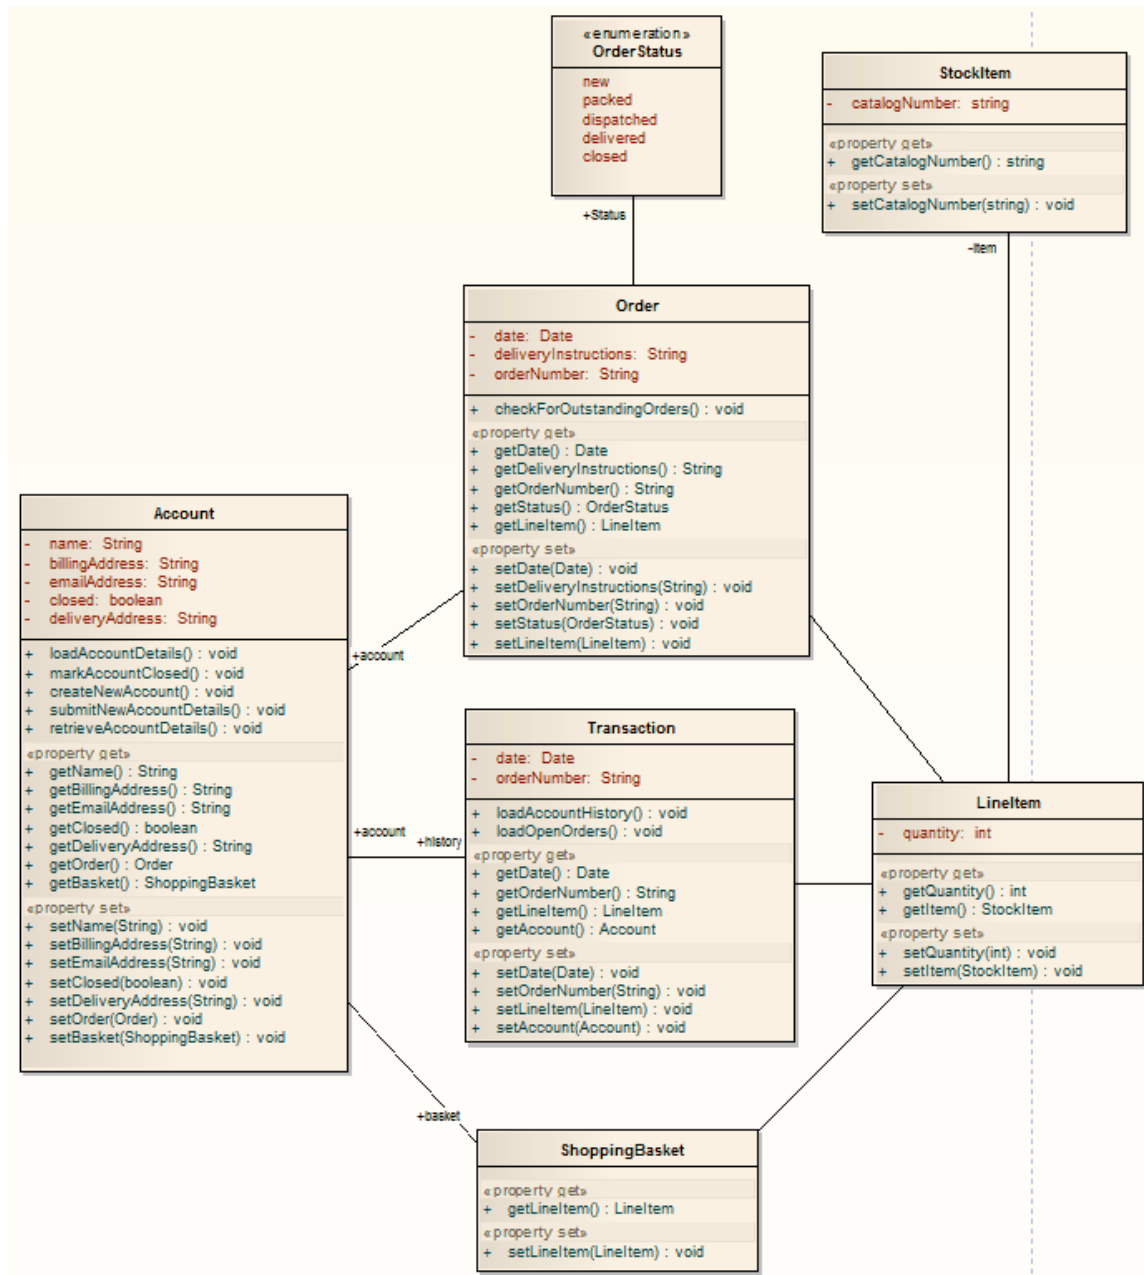 «enumeration»
OrderStatus
new
packed
dispatched
delivered
closed
+Status
StockItem
- catalogNumber: string
«property get»
+ getCatalogNumber() : string
«property set»
+ setCatalogNumber(string) : void
-Item
Order
- date: Date
- deliveryInstructions: String
- orderNumber: String
+ checkForOutstandingOrders() : void
«property get»
+ getDate() : Date
+ getDeliveryInstructions() : String
+ getOrderNumber() : String
+ getStatus() : OrderStatus
+ getLineItem() : LineItem
«property set»
+ setDate(Date) : void
+ setDeliveryInstructions(String) : void
+ setOrderNumber(String) : void
+ setStatus(OrderStatus) : void
+ setLineItem(LineItem) : void
Account
- name: String
- billingAddress: String
- emailAddress: String
- closed: boolean
- deliveryAddress: String
+ loadAccountDetails() : void
+ markAccountClosed() : void
+ createNewAccount() : void
+ submitNewAccountDetails() : void
+ retrieveAccountDetails() : void
«property get»
+ getName() : String
+ getBillingAddress() : String
+ getEmailAddress() : String
+ getClosed() : boolean
+ getDeliveryAddress() : String
+ getOrder() : Order
+ getBasket() : ShoppingBasket
«property set»
+ setName(String) : void
+ setBillingAddress(String) : void
+ setEmailAddress(String) : void
+ setClosed(boolean) : void
+ setDeliveryAddress(String) : void
+ setOrder(Order) : void
+ setBasket(ShoppingBasket) : void
+account
+account
+history
+basket
Transaction
- date: Date
- orderNumber: String
+ loadAccountHistory() : void
+ loadOpenOrders() : void
«property get»
+ getDate() : Date
+ getOrderNumber() : String
+ getLineItem() : LineItem
+ getAccount() : Account
«property set»
+ setDate(Date) : void
+ setOrderNumber(String) : void
+ setLineItem(LineItem) : void
+ setAccount(Account) : void
LineItem
- quantity: int
«property get»
+ getQuantity() : int
+ getItem() : StockItem
«property set»
+ setQuantity(int) : void
+ setItem(StockItem) : void
ShoppingBasket
«property get»
+ getLineItem() : LineItem
«property set»
+ setLineItem(LineItem) : void